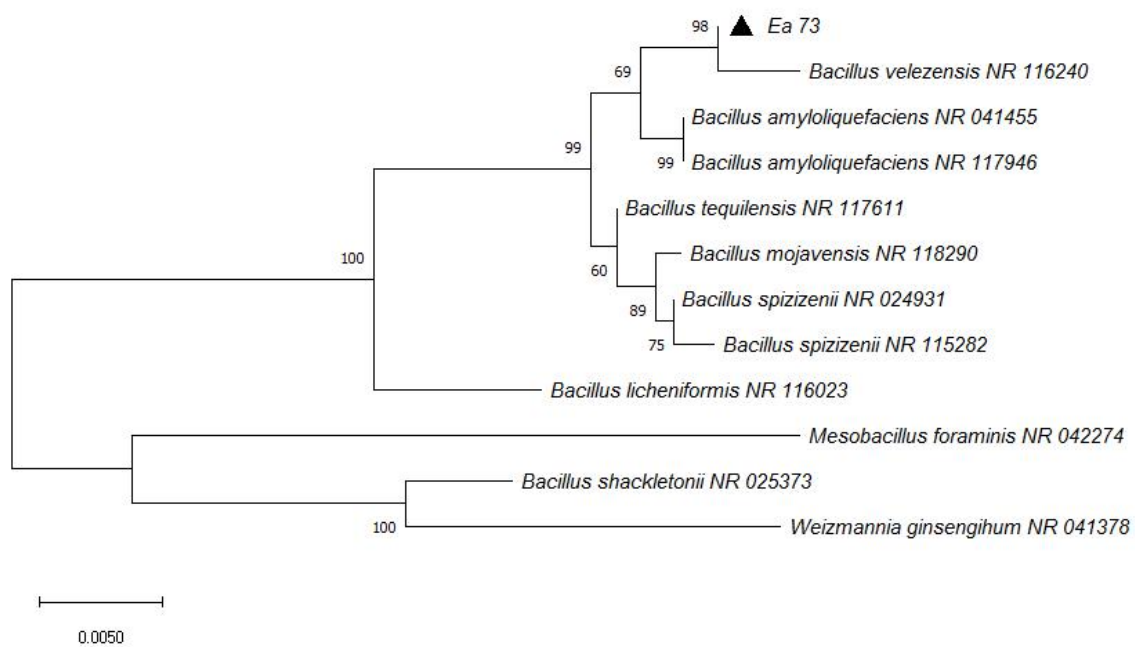 98 Ea 73
69
Bacillus velezensis NR 116240
Bacillus amyloliquefaciens NR 041455
99
99 Bacillus amyloliquefaciens NR 117946
Bacillus tequilensis NR 117611
100
Bacillus mojavensis NR 118290
60
Bacillus spizizenii NR 024931
89
75 Bacillus spizizenii NR 115282
Bacillus licheniformis NR 116023
Mesobacillus foraminis NR 042274
Bacillus shackletonii NR 025373
100 Weizmannia ginsengihum NR 041378
0.0050